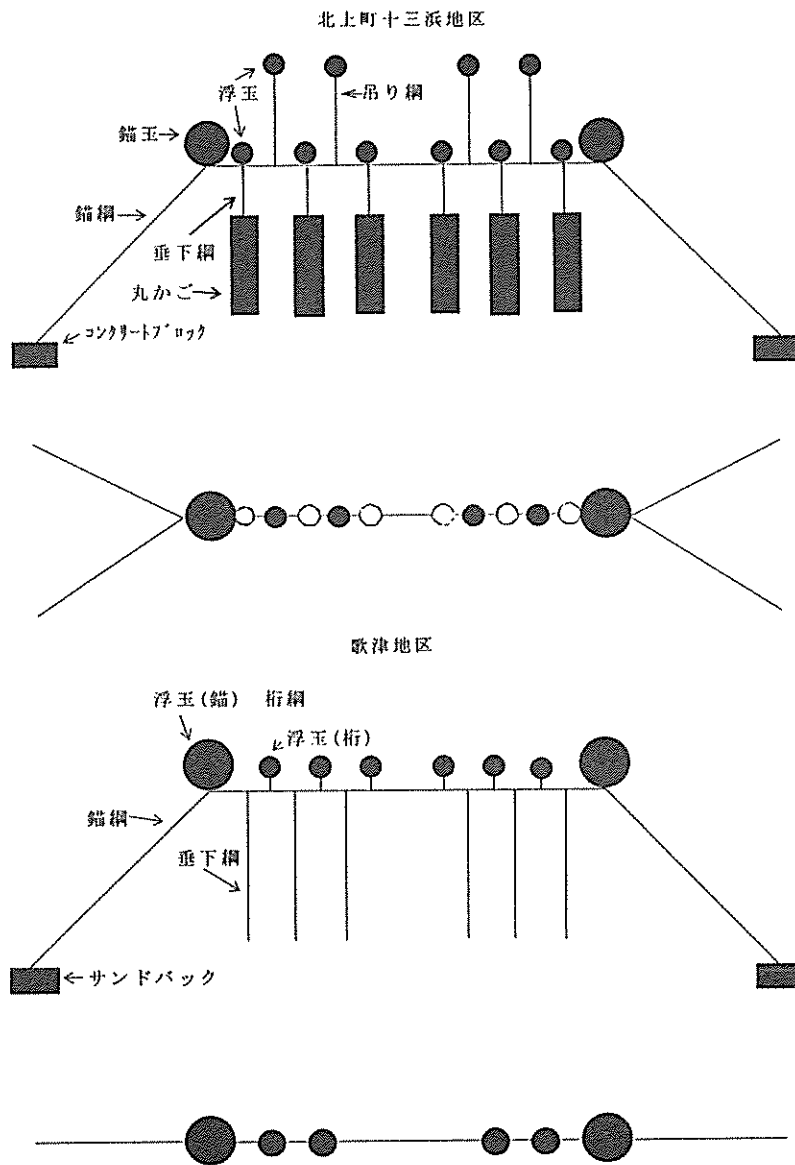 北上町十三浜地区
浮玉
吊り綱
錨玉
錨綱
垂下綱
丸かご
コンクリートブロック
歌津地区
浮玉(錨) 桁綱
浮玉(桁)
錨綱
垂下綱
サンドバック